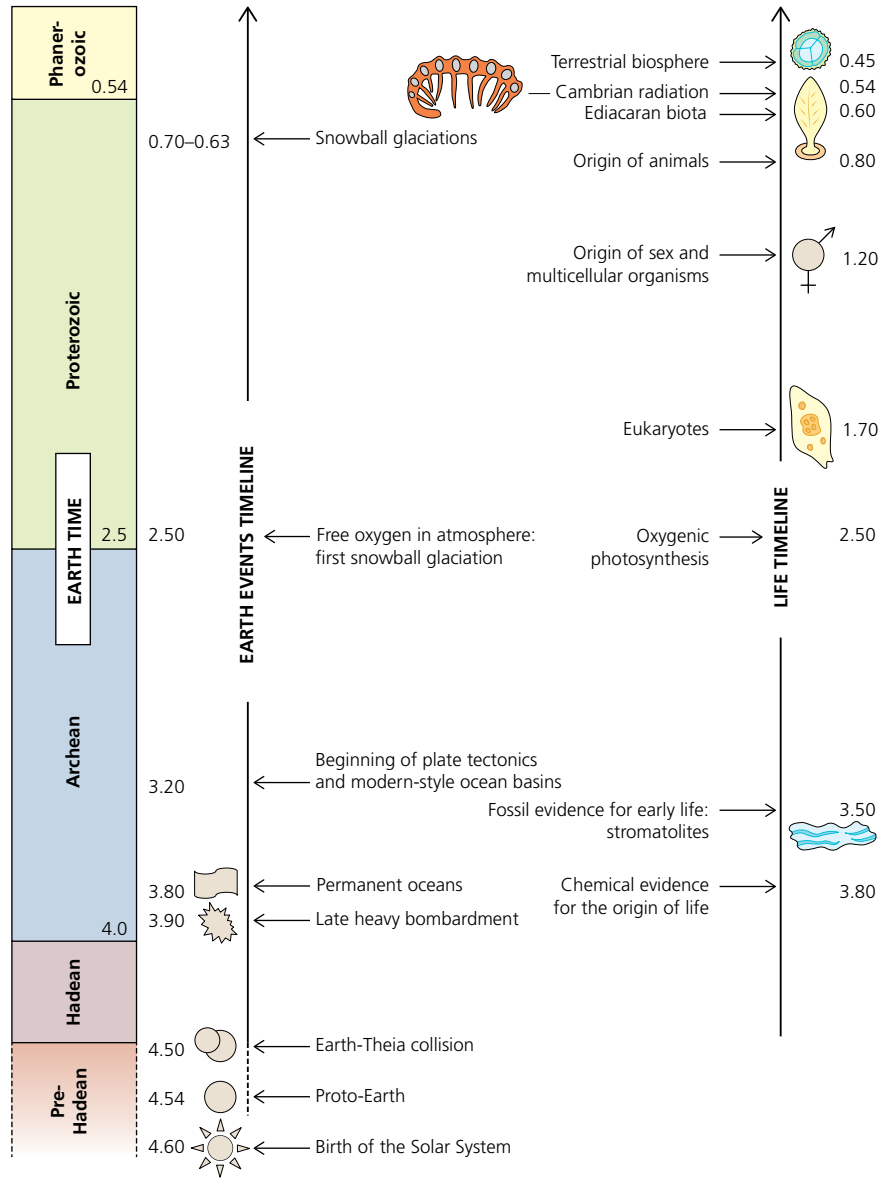 Phaner-
ozoic
0.54
Proterozoic
2.5
EARTH TIME
Archean
4.0
Hadean
Pre-
Hadean
EARTH EVENTS TIMELINE
0.70–0.63
Snowball glaciations
2.50
Free oxygen in atmosphere:
first snowball glaciation
3.20
Beginning of plate tectonics
and modern-style ocean basins
3.80
Permanent oceans
3.90
Late heavy bombardment
4.50
Earth-Theia collision
4.54
Proto-Earth
4.60
Birth of the Solar System
LIFE TIMELINE
Terrestrial biosphere
0.45
Cambrian radiation
0.54
Ediacaran biota
0.60
Origin of animals
0.80
Origin of sex and
multicellular organisms
1.20
Eukaryotes
1.70
Oxygenic
photosynthesis
2.50
Fossil evidence for early life:
stromatolites
3.50
Chemical evidence
for the origin of life
3.80